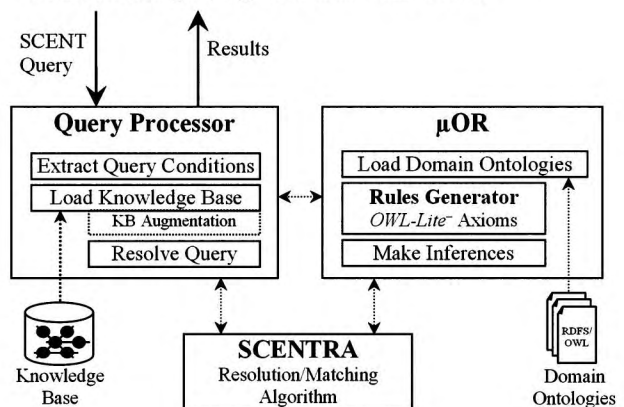 SCENT
Query
Results
Query Processor
Extract Query Conditions
Load Knowledge Base
KB Augmentation
Resolve Query
µOR
Load Domain Ontologies
Rules Generator
OWL-Lite⁻ Axioms
Make Inferences
SCENTRA
Resolution/Matching
Algorithm
Knowledge
Base
RDFS/
OWL
Domain
Ontologies